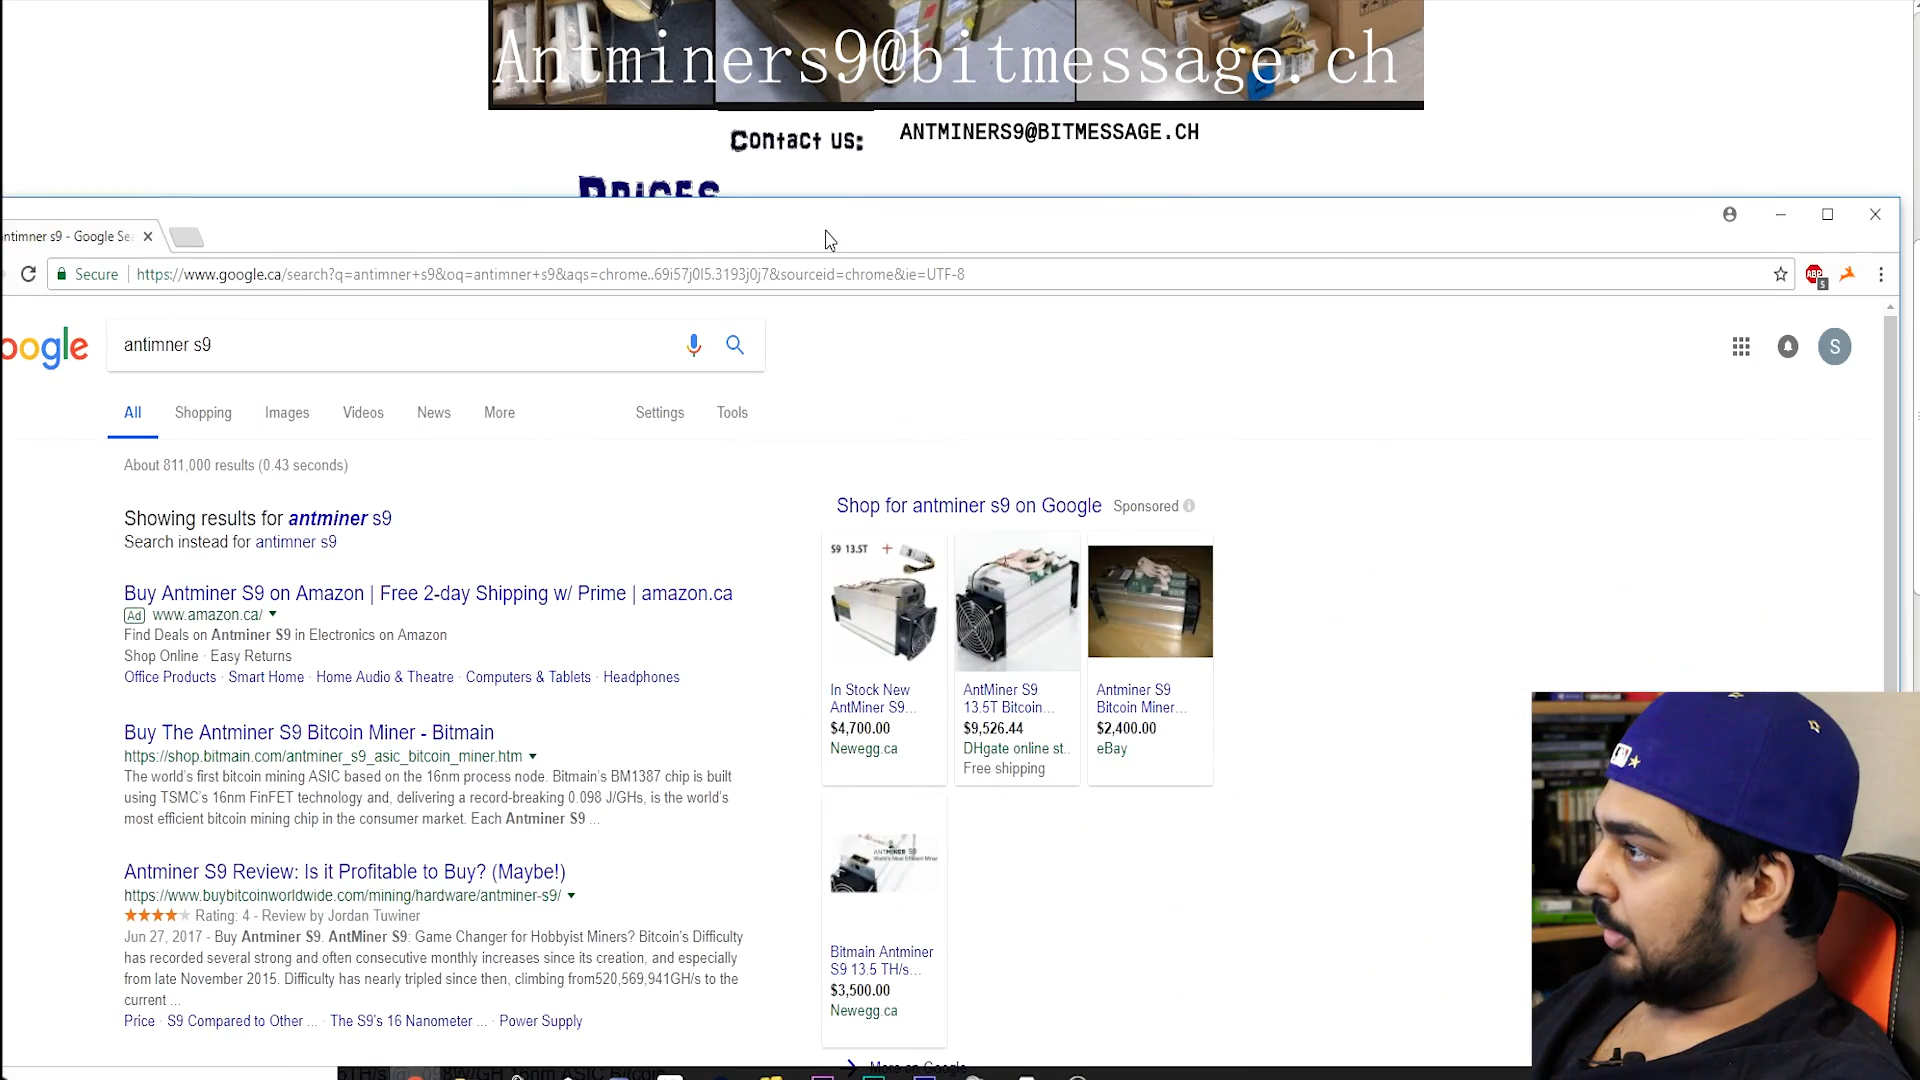 Antminers9@bitmessage.ch
Contact us:
ANTMINERS9@BITMESSAGE.CH
Prices
ntimner s9 - Google Sea
Secure
https://www.google.ca/search?q=antimner+s9&oq=antimner+s9&aqs=chrome..69i57j0l5.3193j0j7&sourceid=chrome&ie=UTF-8
ABP
5
oogle
antimner s9
S
All
Shopping
Images
Videos
News
More
Settings
Tools
About 811,000 results (0.43 seconds)
Showing results for antminer s9
Search instead for antimner s9
Buy Antminer S9 on Amazon | Free 2-day Shipping w/ Prime | amazon.ca
Ad www.amazon.ca/
Find Deals on Antminer S9 in Electronics on Amazon
Shop Online · Easy Returns
Office Products · Smart Home · Home Audio & Theatre · Computers & Tablets · Headphones
Buy The Antminer S9 Bitcoin Miner - Bitmain
https://shop.bitmain.com/antminer_s9_asic_bitcoin_miner.htm
The world's first bitcoin mining ASIC based on the 16nm process node. Bitmain's BM1387 chip is built
using TSMC's 16nm FinFET technology and, delivering a record-breaking 0.098 J/GHs, is the world's
most efficient bitcoin mining chip in the consumer market. Each Antminer S9 ...
Antminer S9 Review: Is it Profitable to Buy? (Maybe!)
https://www.buybitcoinworldwide.com/mining/hardware/antminer-s9/
Rating: 4 - Review by Jordan Tuwiner
Jun 27, 2017 - Buy Antminer S9. AntMiner S9: Game Changer for Hobbyist Miners? Bitcoin's Difficulty
has recorded several strong and often consecutive monthly increases since its creation, and especially
from late November 2015. Difficulty has nearly tripled since then, climbing from520,569,941GH/s to the
current ...
Price · S9 Compared to Other ... · The S9's 16 Nanometer ... · Power Supply
Shop for antminer s9 on Google
Sponsored
S9 13.5T +
In Stock New
AntMiner S9...
$4,700.00
Newegg.ca
AntMiner S9
13.5T Bitcoin...
$9,526.44
DHgate online st..
Free shipping
Antminer S9
Bitcoin Miner...
$2,400.00
eBay
ANTMINER S9
World's Most Efficient Miner
Bitmain Antminer
S9 13.5 TH/s...
$3,500.00
Newegg.ca
More on Google